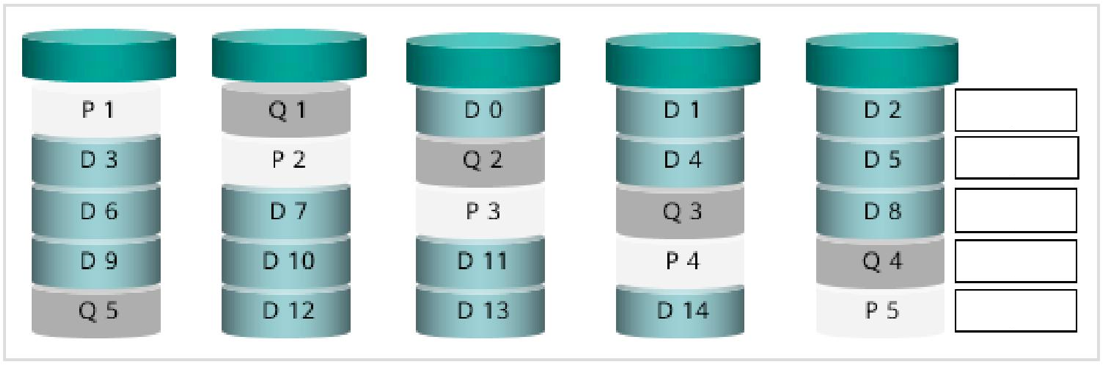 P 1 Q 1 D 0 D 1 D 2
D 3 P 2 Q 2 D 4 D 5
D 6 D 7 P 3 Q 3 D 8
D 9 D 10 D 11 P 4 Q 4
Q 5 D 12 D 13 D 14 P 5